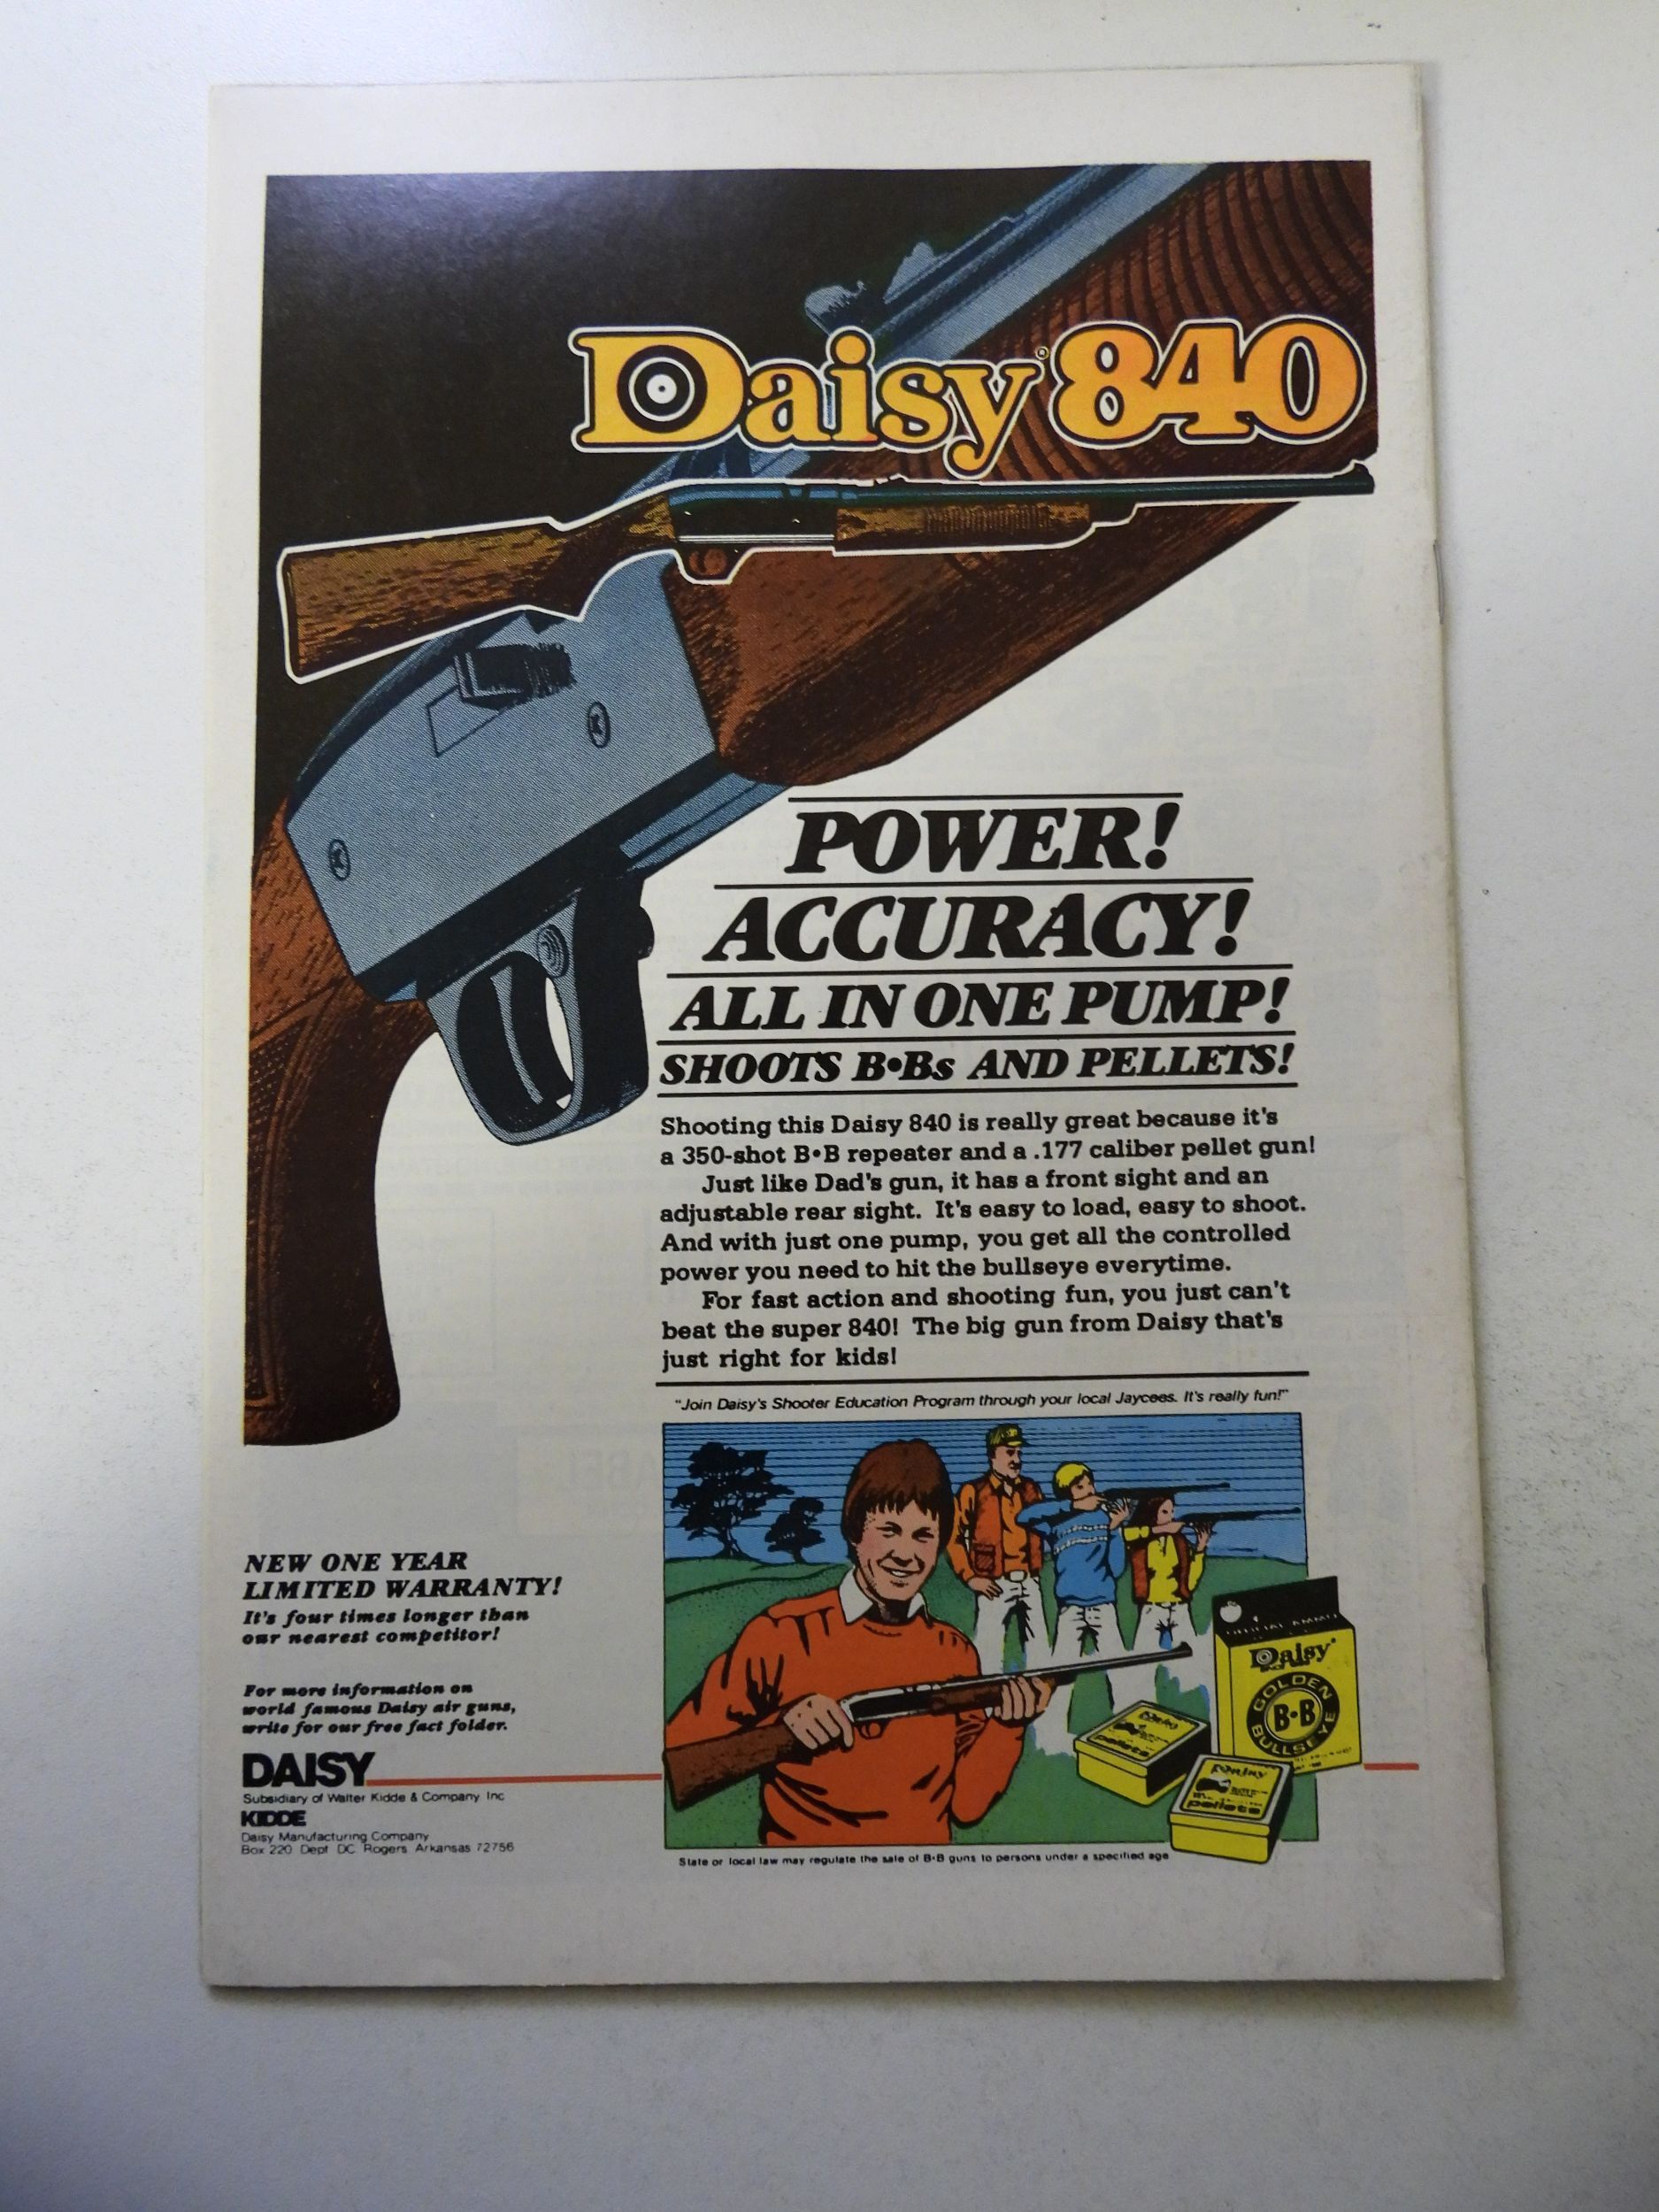 Daisy® 840
POWER!
ACCURACY!
ALL IN ONE PUMP!
SHOOTS B•Bs AND PELLETS!
Shooting this Daisy 840 is really great because it's
a 350-shot B•B repeater and a .177 caliber pellet gun!
Just like Dad's gun, it has a front sight and an
adjustable rear sight. It's easy to load, easy to shoot.
And with just one pump, you get all the controlled
power you need to hit the bullseye everytime.
For fast action and shooting fun, you just can't
beat the super 840! The big gun from Daisy that's
just right for kids!
"Join Daisy's Shooter Education Program through your local Jaycees. It's really fun!"
NEW ONE YEAR
LIMITED WARRANTY!
It's four times longer than
our nearest competitor!
For more information on
world famous Daisy air guns,
write for our free fact folder.
DAISY
Subsidiary of Walter Kidde & Company Inc
KIDDE
Daisy Manufacturing Company
Box 220 Dept DC Rogers Arkansas 72756
OFFICIAL AMMO
Daisy
GOLDEN
B•B
BULLSEYE
Daisy
pellets
Daisy
pellets
State or local law may regulate the sale of B•B guns to persons under a specified age